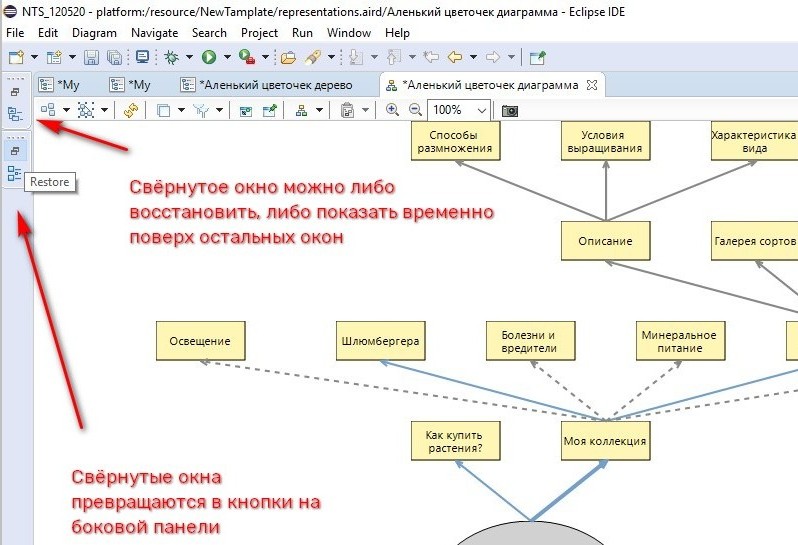 NTS_120520 - platform:/resource/NewTamplate/representations.aird/Аленький цветочек диаграмма - Eclipse IDE
File Edit Diagram Navigate Search Project Run Window Help
*My *My *Аленький цветочек дерево *Аленький цветочек диаграмма
100%
Способы размножения
Условия выращивания
Характеристика вида
Restore
Свёрнутое окно можно либо
восстановить, либо показать временно
поверх остальных окон
Описание
Галерея сортов
Освещение
Шлюмбергера
Болезни и вредители
Минеральное питание
Как купить растения?
Моя коллекция
Свёрнутые окна
превращаются в кнопки на
боковой панели